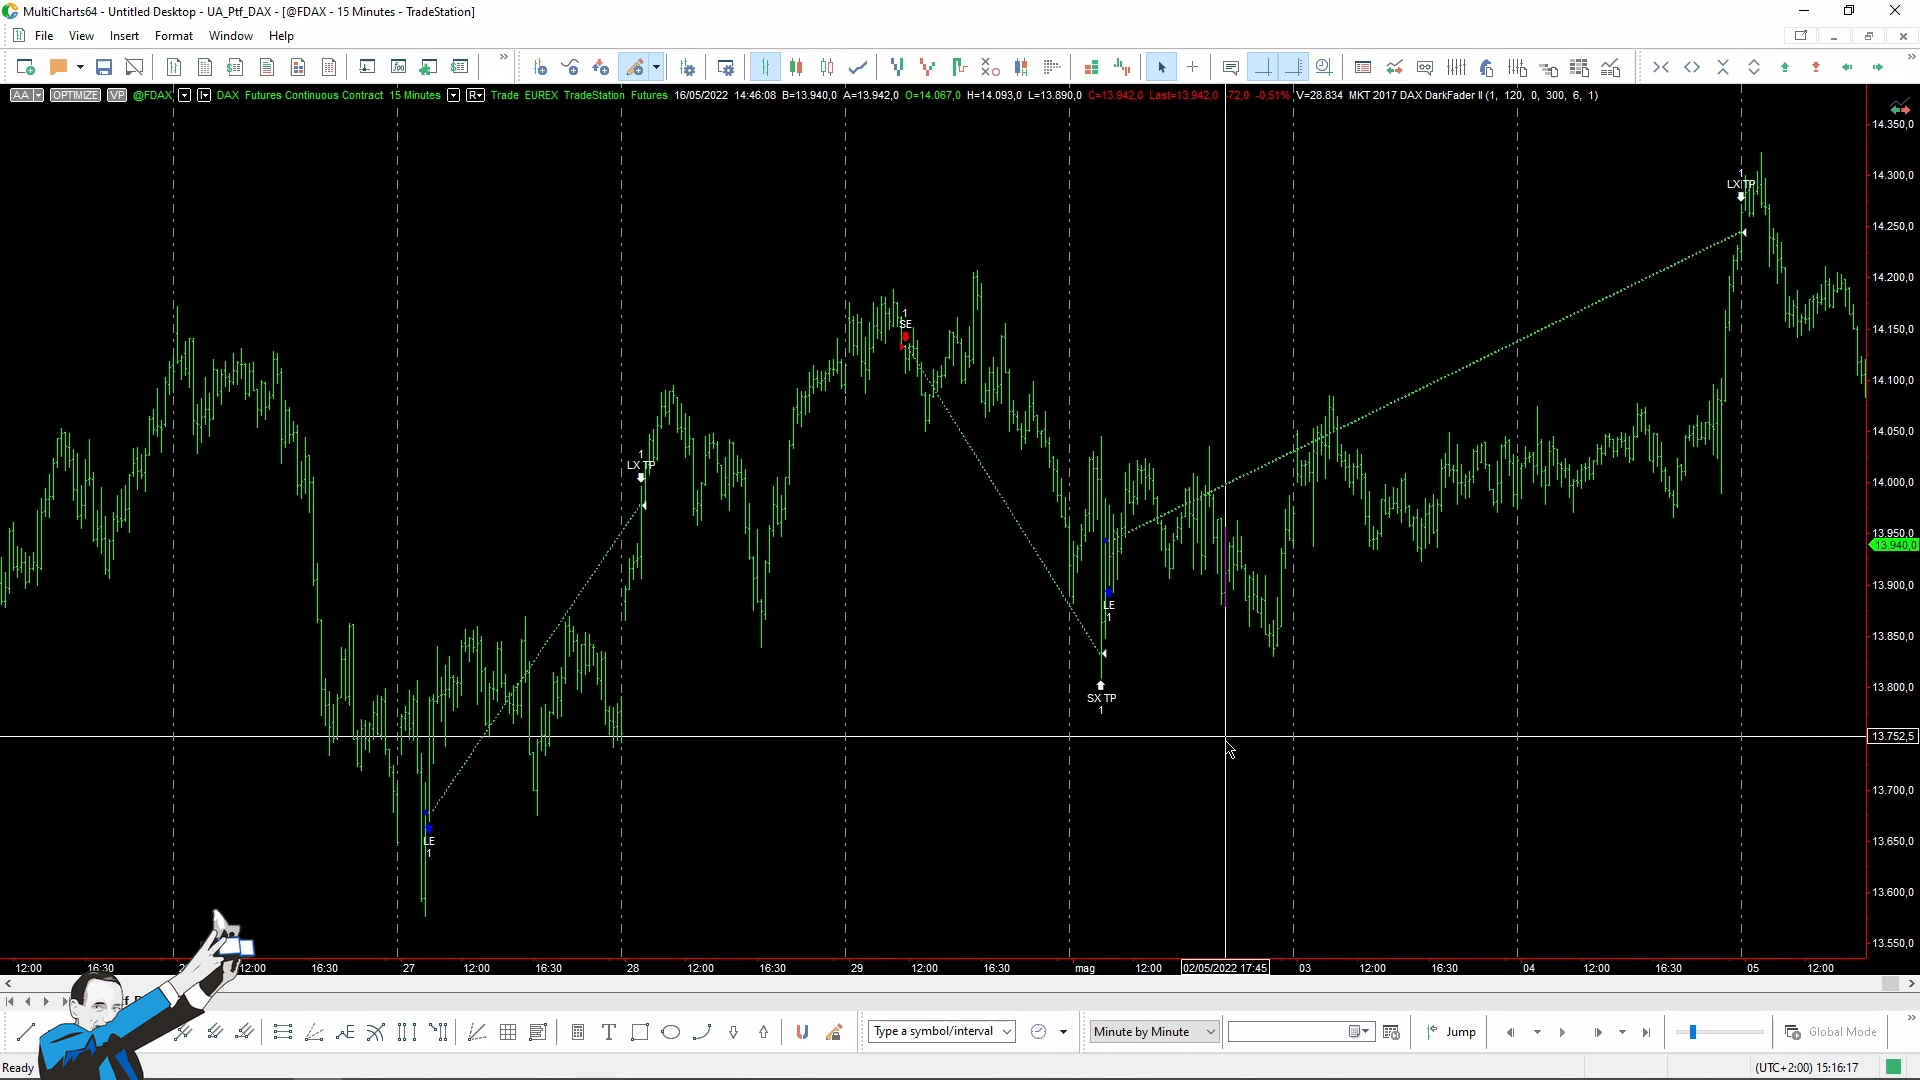 MultiCharts64 - Untitled Desktop - UA_Ptf_DAX - [@FDAX - 15 Minutes - TradeStation]
File View Insert Format Window Help
AA OPTIMIZE VP @FDAX DAX Futures Continuous Contract 15 Minutes R Trade EUREX TradeStation Futures 16/05/2022 14:46:08 B=13.940,0 A=13.942,0 O=14.067,0 H=14.093,0 L=13.890,0 C=13.942,0 Last=13.942,0 -72,0 -0,51% V=28.834 MKT 2017 DAX DarkFader II (1, 120, 0, 300, 6, 1)
14.350,0
14.300,0
1
LX TP
14.250,0
14.200,0
14.150,0
1
SE
14.100,0
14.050,0
1
LX TP
14.000,0
13.950,0
13.940,0
13.900,0
LE
1
13.850,0
13.800,0
SX TP
1
13.752,5
13.700,0
LE
1
13.650,0
13.600,0
13.550,0
12:00 16:30 12:00 16:30 27 12:00 16:30 28 12:00 16:30 29 12:00 16:30 mag 12:00 02/05/2022 17:45 03 12:00 16:30 04 12:00 16:30 05 12:00
Type a symbol/interval Minute by Minute Jump Global Mode
Ready (UTC+2:00) 15:16:17